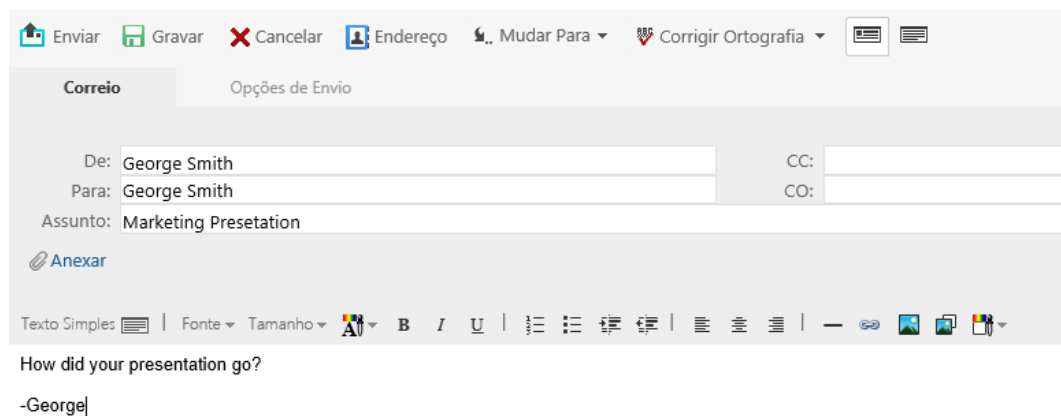 Enviar Gravar Cancelar Endereço Mudar Para Corrigir Ortografia
Correio Opções de Envio
De: George Smith CC:
Para: George Smith CO:
Assunto: Marketing Presetation
Anexar
Texto Simples Fonte Tamanho A B I U
How did your presentation go?
-George